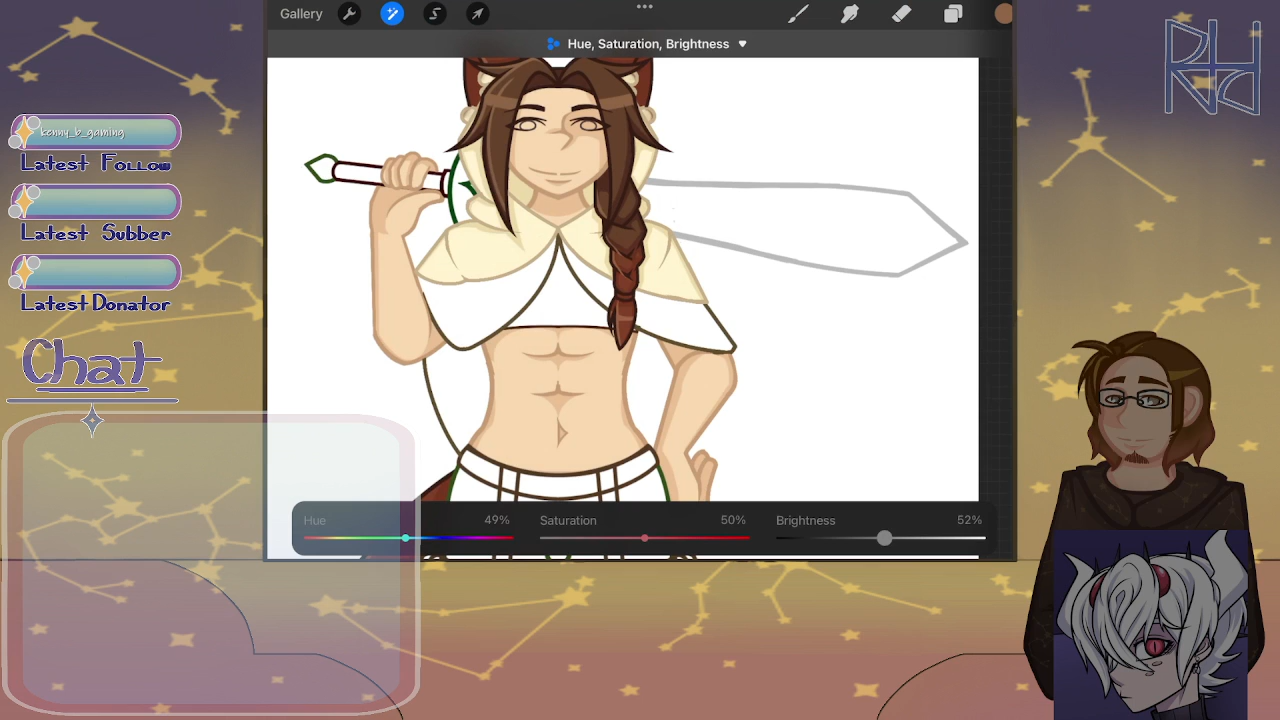 Gallery
Hue, Saturation, Brightness
kenny_b_gaming
Latest Follow
Latest Subber
Latest Donator
Chat
Hue 49% Saturation 50% Brightness 52%